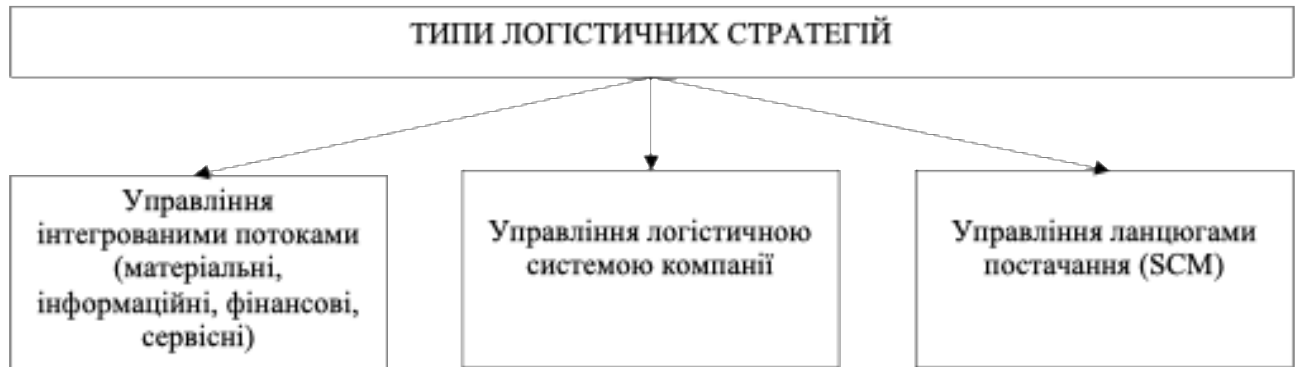 ТИПИ ЛОГІСТИЧНИХ СТРАТЕГІЙ
Управління
інтегрованими потоками
(матеріальні,
інформаційні, фінансові,
сервісні)
Управління логістичною
системою компанії
Управління ланцюгами
постачання (SCM)